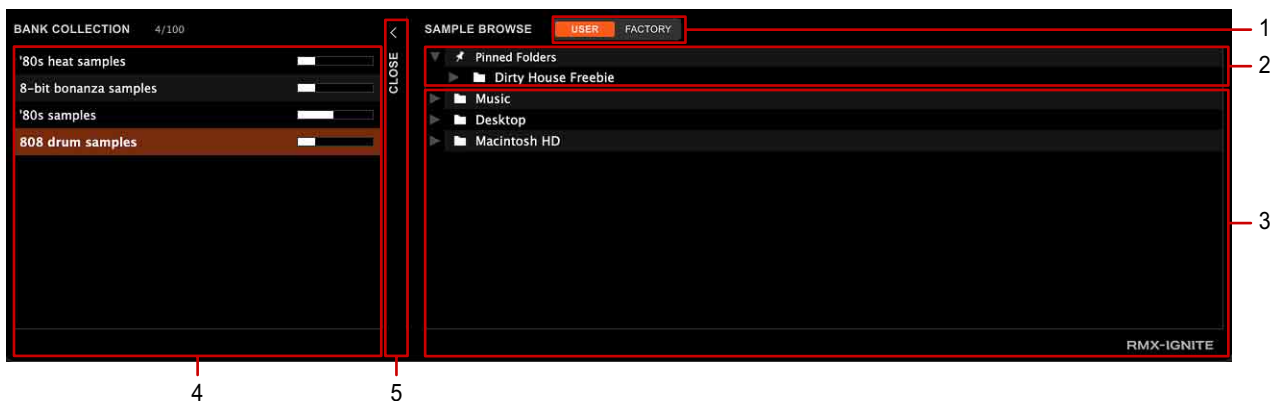 BANK COLLECTION 4/100
'80s heat samples
8-bit bonanza samples
'80s samples
808 drum samples
CLOSE
SAMPLE BROWSE USER FACTORY
Pinned Folders
Dirty House Freebie
Music
Desktop
Macintosh HD
RMX-IGNITE
1
2
3
4
5